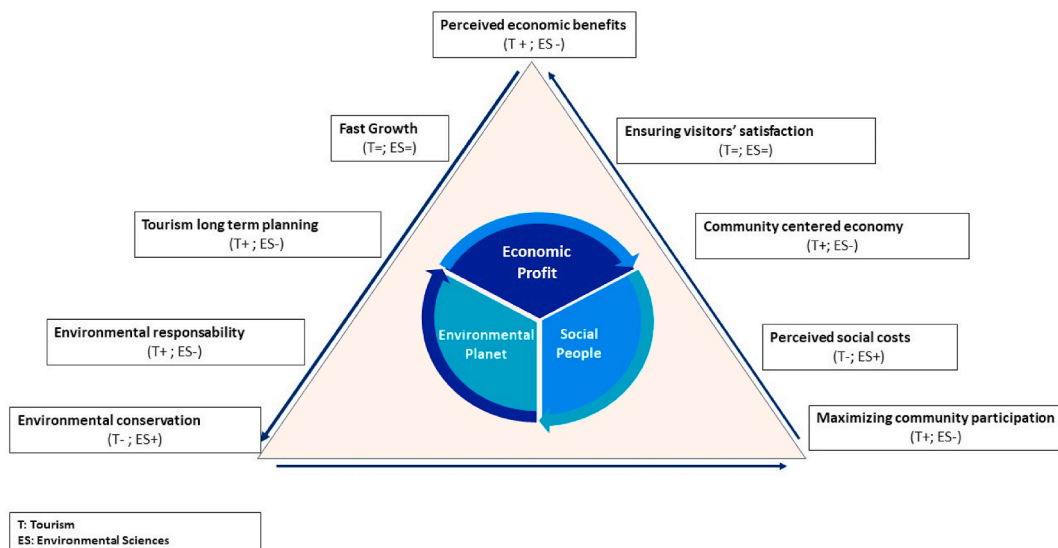 Perceived economic benefits
(T + ; ES -)
Fast Growth
(T=; ES=)
Ensuring visitors' satisfaction
(T=; ES=)
Tourism long term planning
(T+ ; ES-)
Community centered economy
(T+; ES-)
Economic
Profit
Environmental
Planet
Social
People
Environmental responsability
(T+ ; ES-)
Perceived social costs
(T-; ES+)
Environmental conservation
(T- ; ES+)
Maximizing community participation
(T+; ES-)
T: Tourism
ES: Environmental Sciences